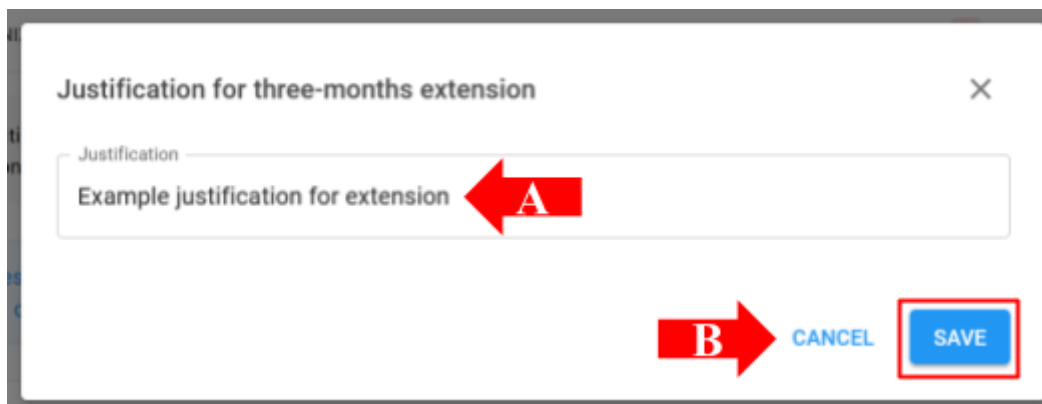 Justification for three-months extension
Justification
Example justification for extension
A
B
CANCEL
SAVE